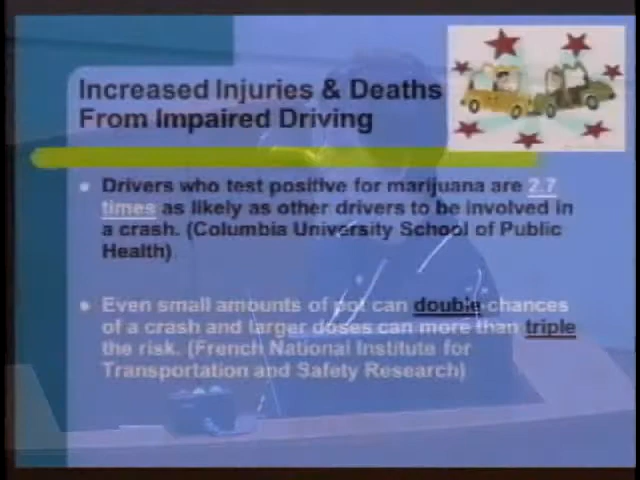 Increased Injuries & Deaths
From Impaired Driving
Drivers who test positive for marijuana are 2.7
times as likely as other drivers to be involved in
a crash. (Columbia University School of Public
Health)
Even small amounts of pot can double chances
of a crash and larger doses can more than triple
the risk. (French National Institute for
Transportation and Safety Research)